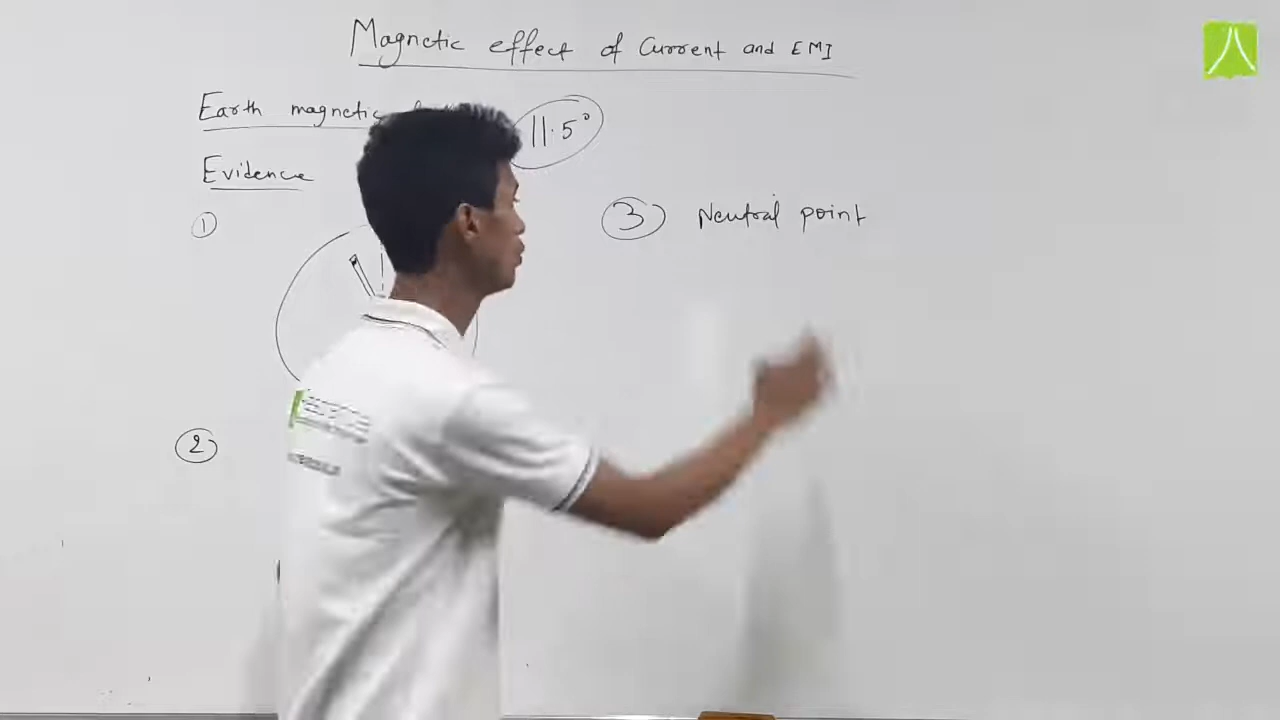 Magnetic effect of Current and EMI
Earth magnetic
11.5°
Evidence
①
②
③ Neutral point